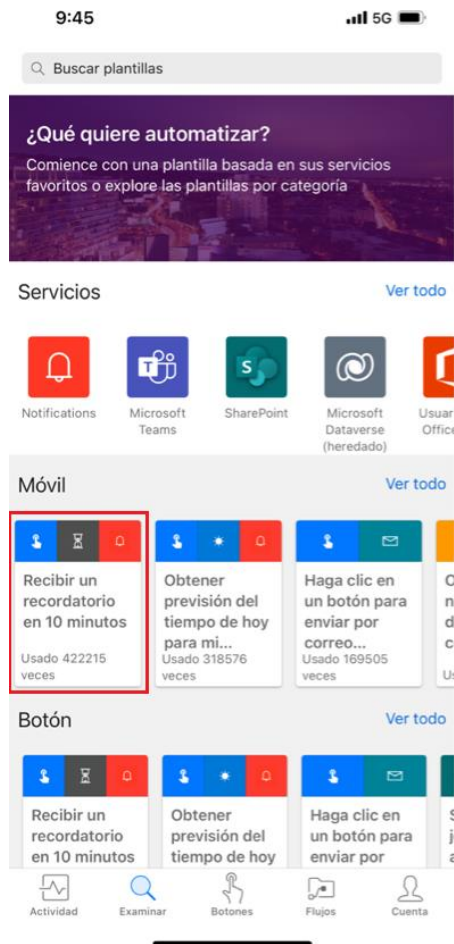 9:45
5G
Buscar plantillas
¿Qué quiere automatizar?
Comience con una plantilla basada en sus servicios
favoritos o explore las plantillas por categoría
Servicios
Ver todo
Notifications
Microsoft
Teams
SharePoint
Microsoft
Dataverse
(heredado)
Móvil
Ver todo
Recibir un
recordatorio
en 10 minutos
Usado 422215
veces
Obtener
previsión del
tiempo de hoy
para mi...
Usado 318576
veces
Haga clic en
un botón para
enviar por
correo...
Usado 169505
veces
Botón
Ver todo
Recibir un
recordatorio
en 10 minutos
Obtener
previsión del
tiempo de hoy
Haga clic en
un botón para
enviar por
Actividad
Examinar
Botones
Flujos
Cuenta